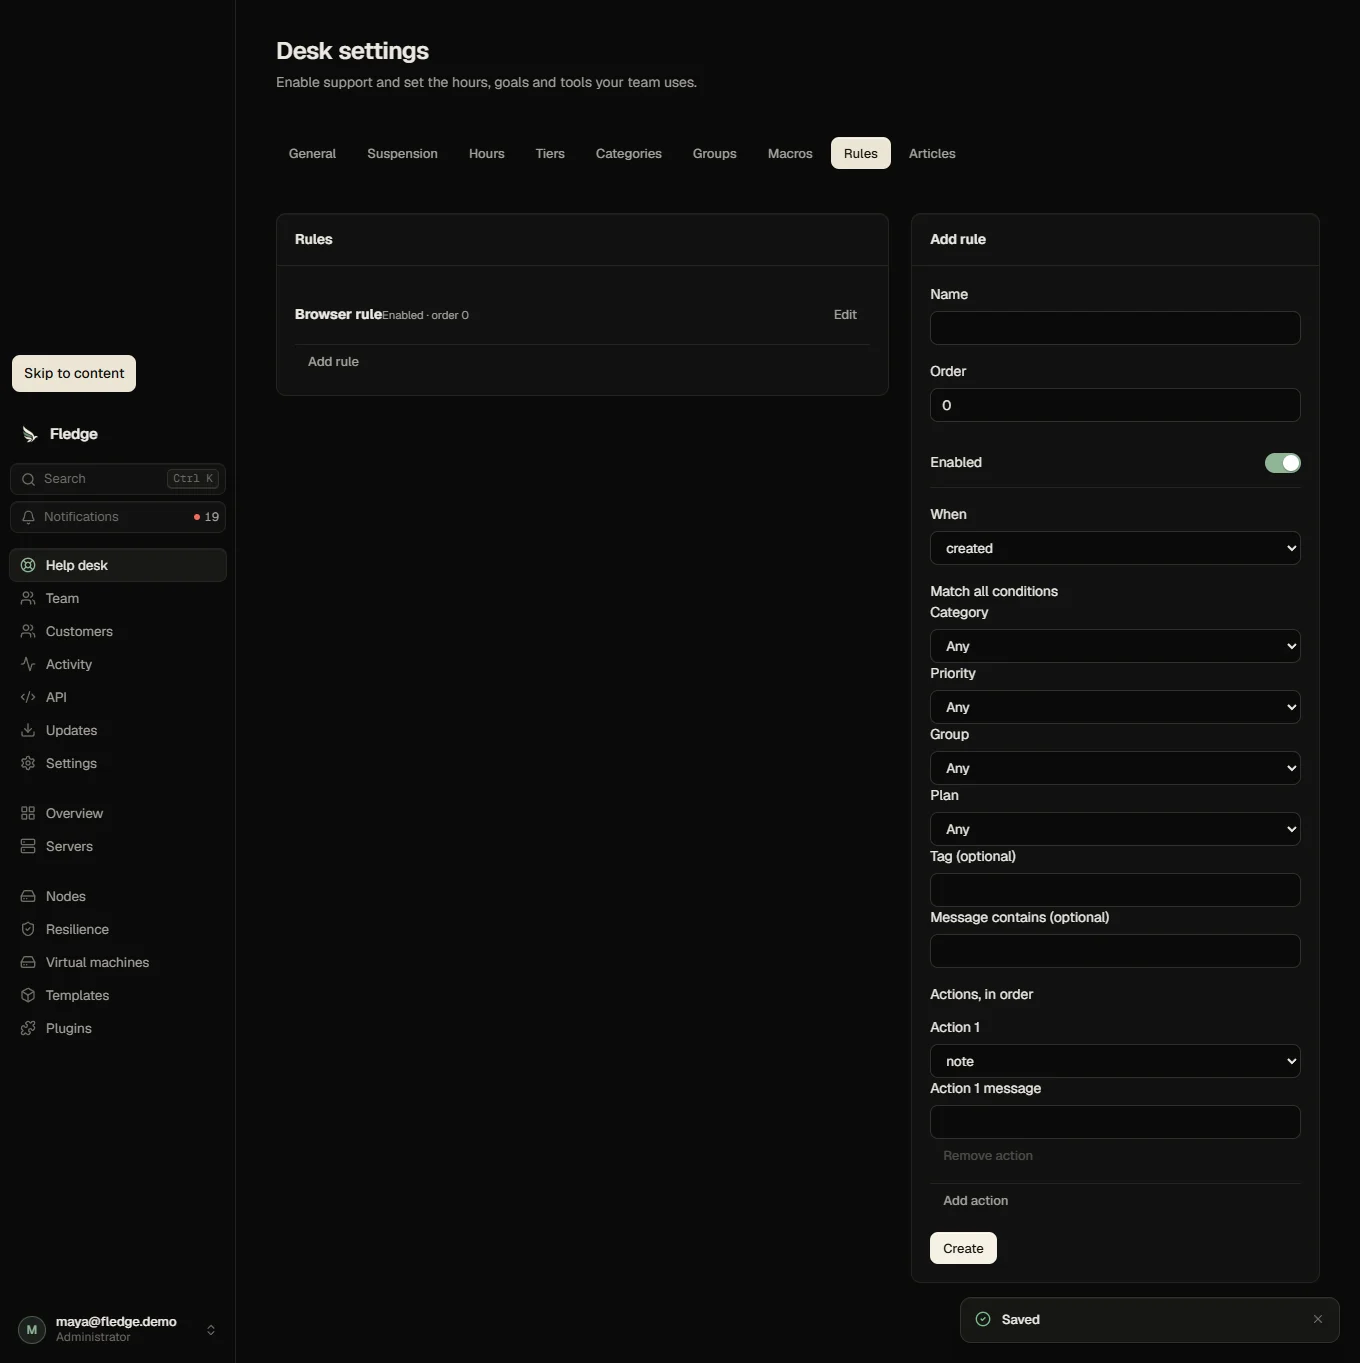 Desk settings
Enable support and set the hours, goals and tools your team uses.
General
Suspension
Hours
Tiers
Categories
Groups
Macros
Rules
Articles
Rules
Browser rule Enabled · order 0
Edit
Add rule
Add rule
Name
Order
0
Enabled
When
created
Match all conditions
Category
Any
Priority
Any
Group
Any
Plan
Any
Tag (optional)
Message contains (optional)
Actions, in order
Action 1
note
Action 1 message
Remove action
Add action
Create
Saved
Skip to content
Fledge
Search
Ctrl K
Notifications
19
Help desk
Team
Customers
Activity
API
Updates
Settings
Overview
Servers
Nodes
Resilience
Virtual machines
Templates
Plugins
M
maya@fledge.demo
Administrator